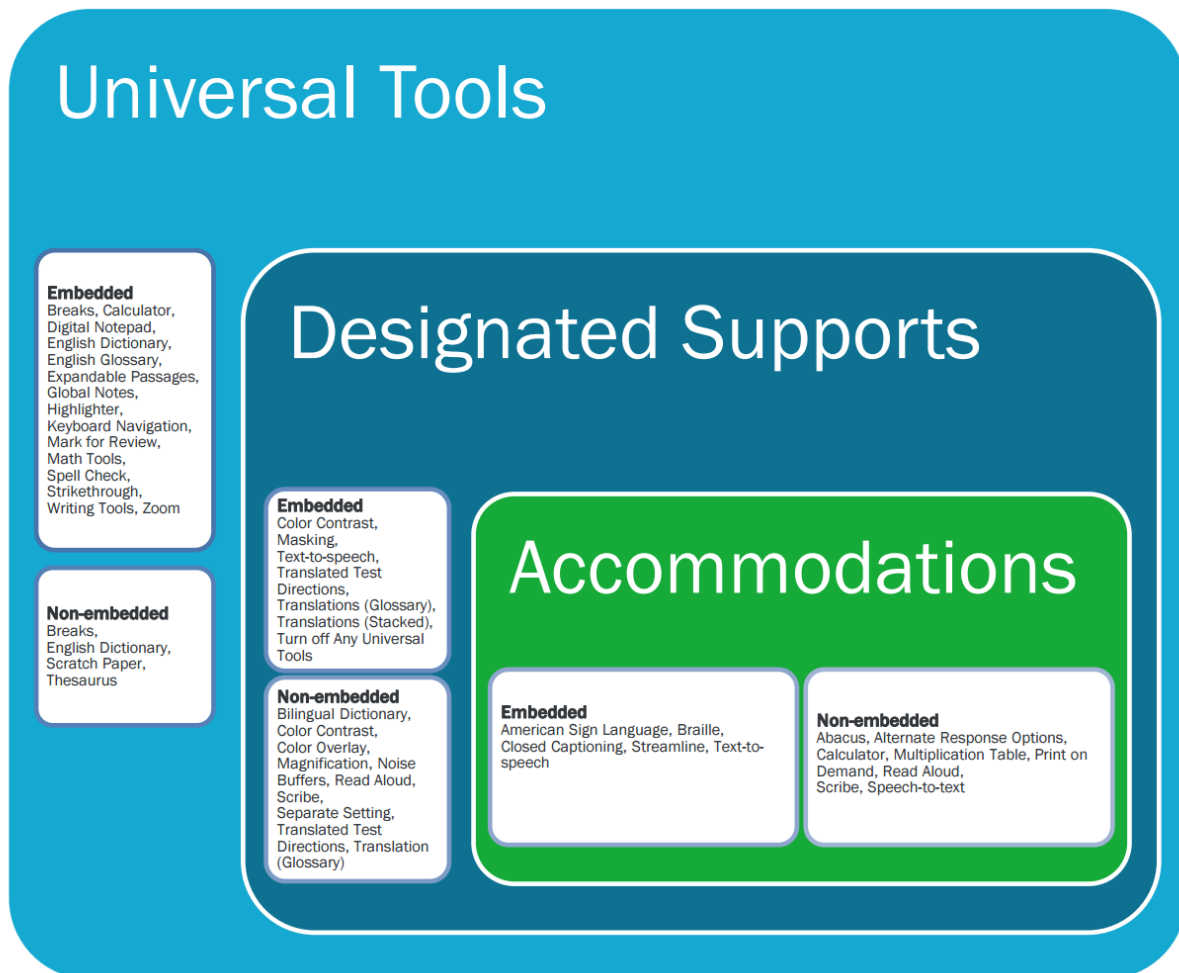 Universal Tools
Embedded
Breaks, Calculator,
Digital Notepad,
English Dictionary,
English Glossary,
Expandable Passages,
Global Notes,
Highlighter,
Keyboard Navigation,
Mark for Review,
Math Tools,
Spell Check,
Strikethrough,
Writing Tools, Zoom
Non-embedded
Breaks,
English Dictionary,
Scratch Paper,
Thesaurus
Designated Supports
Embedded
Color Contrast,
Masking,
Text-to-speech,
Translated Test
Directions,
Translations (Glossary),
Translations (Stacked),
Turn off Any Universal
Tools
Non-embedded
Bilingual Dictionary,
Color Contrast,
Color Overlay,
Magnification, Noise
Buffers, Read Aloud,
Scribe,
Separate Setting,
Translated Test
Directions, Translation
(Glossary)
Accommodations
Embedded
American Sign Language, Braille,
Closed Captioning, Streamline, Text-to-
speech
Non-embedded
Abacus, Alternate Response Options,
Calculator, Multiplication Table, Print on
Demand, Read Aloud,
Scribe, Speech-to-text